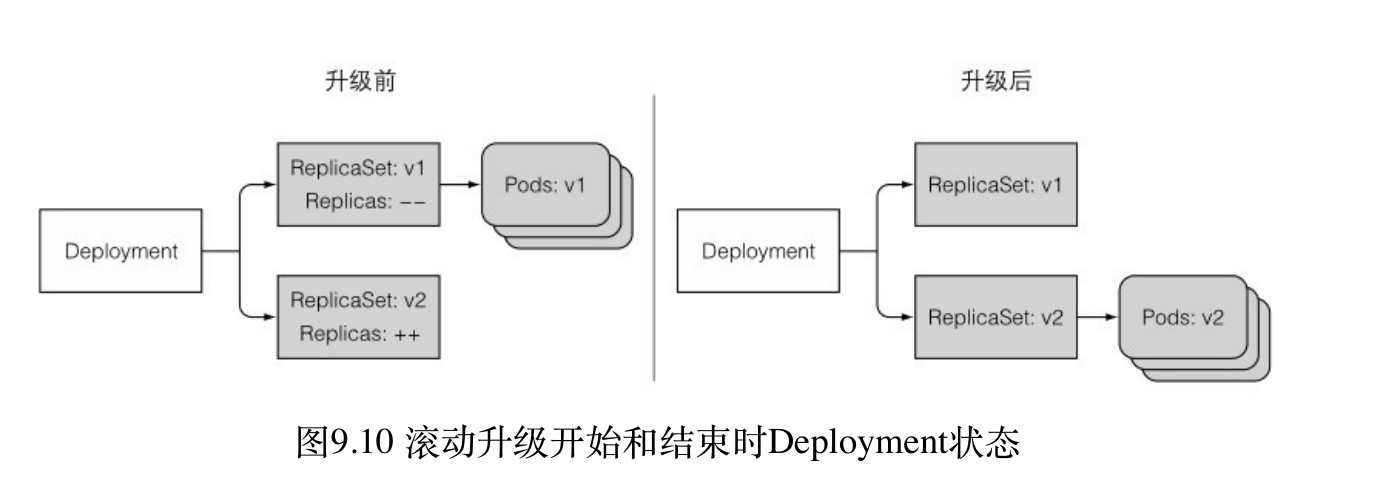 升级前
升级后
Deployment
ReplicaSet: v1
Replicas: −−
Pods: v1
ReplicaSet: v2
Replicas: ++
Deployment
ReplicaSet: v1
ReplicaSet: v2
Pods: v2
图9.10 滚动升级开始和结束时Deployment状态